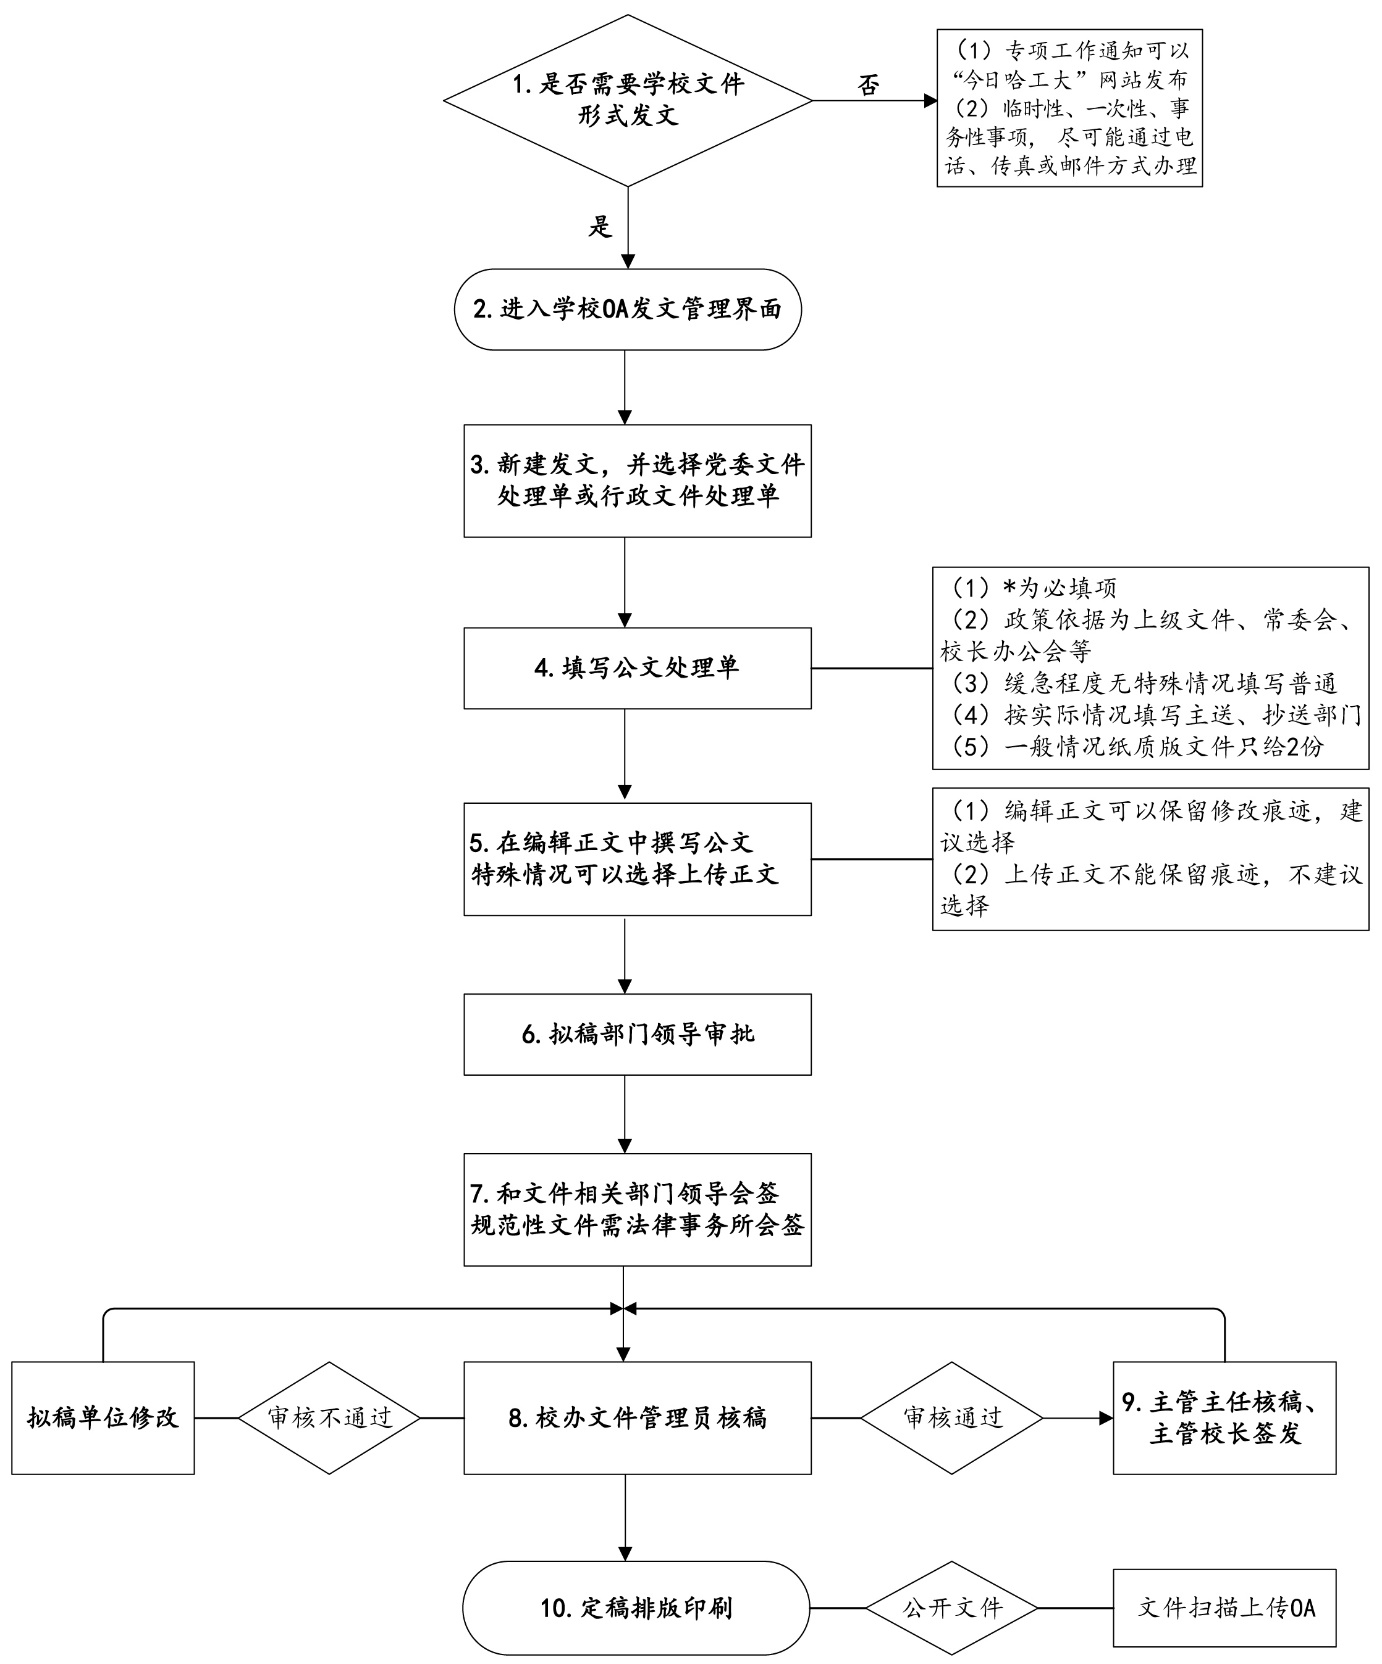 1.是否需要学校文件
形式发文
否
（1）专项工作通知可以
“今日哈工大”网站发布
（2）临时性、一次性、事
务性事项，尽可能通过电
话、传真或邮件方式办理
是
2.进入学校OA发文管理界面
3.新建发文，并选择党委文件
处理单或行政文件处理单
4.填写公文处理单
（1）*为必填项
（2）政策依据为上级文件、常委会、
校长办公会等
（3）缓急程度无特殊情况填写普通
（4）按实际情况填写主送、抄送部门
（5）一般情况纸质版文件只给2份
5.在编辑正文中撰写公文
特殊情况可以选择上传正文
（1）编辑正文可以保留修改痕迹，建
议选择
（2）上传正文不能保留痕迹，不建议
选择
6.拟稿部门领导审批
7.和文件相关部门领导会签
规范性文件需法律事务所会签
拟稿单位修改
审核不通过
8.校办文件管理员核稿
审核通过
9.主管主任核稿、
主管校长签发
10.定稿排版印刷
公开文件
文件扫描上传OA